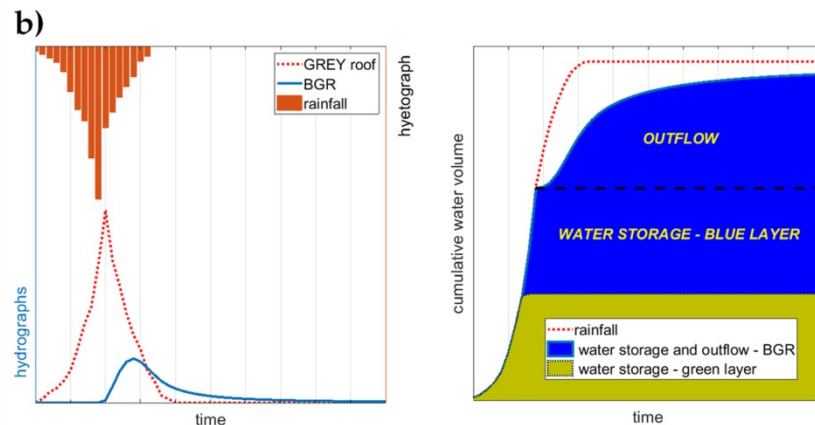 b)
GREY roof
BGR
rainfall
hyetograph
hydrographs
time
cumulative water volume
OUTFLOW
WATER STORAGE - BLUE LAYER
rainfall
water storage and outflow - BGR
water storage - green layer
time